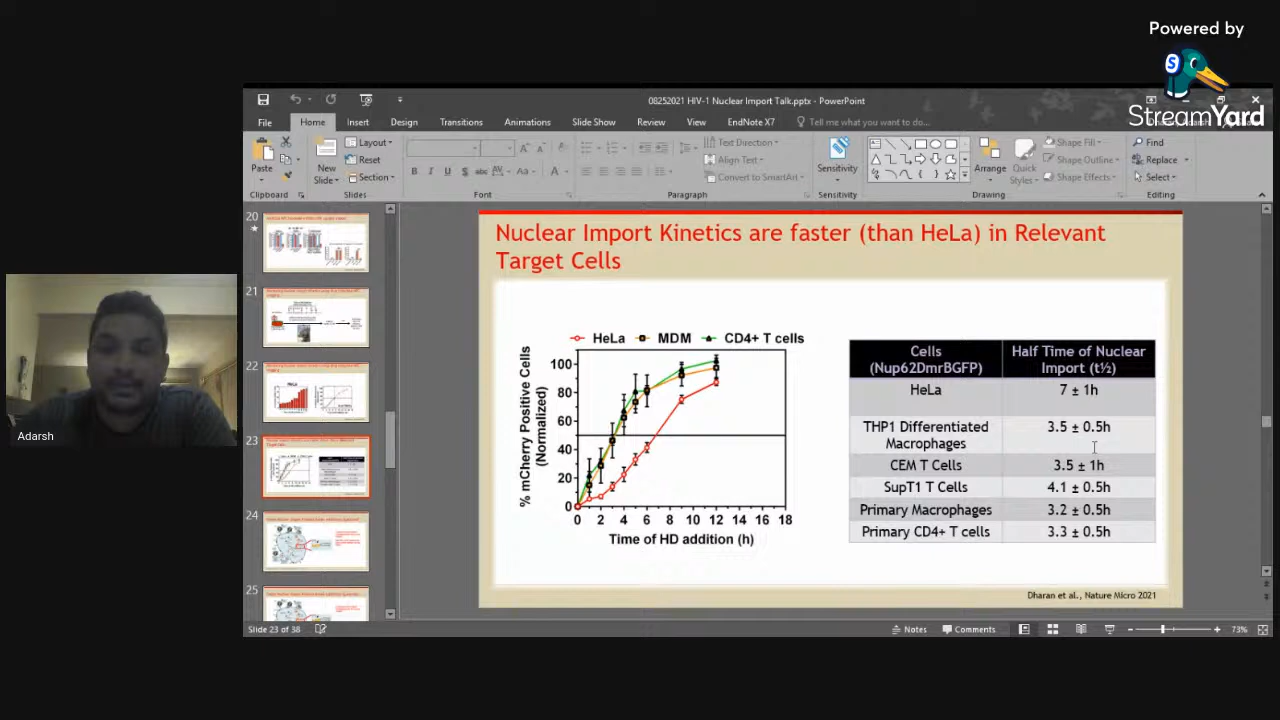 Powered by
StreamYard
08252021 HIV-1 Nuclear Import Talk.pptx - PowerPoint
File
Home
Insert
Design
Transitions
Animations
Slide Show
Review
View
EndNote X7
Tell me what you want to do...
Paste
New
Slide
Layout
Reset
Section
Text Direction
Align Text
Convert to SmartArt
Sensitivity
Arrange
Quick
Styles
Shape Fill
Shape Outline
Shape Effects
Find
Replace
Select
Clipboard
Slides
Font
Paragraph
Sensitivity
Drawing
Editing
20
21
22
23
24
25
Adarsh
Nuclear Import Kinetics are faster (than HeLa) in Relevant
Target Cells
HeLa MDM CD4+ T cells
% mCherry Positive Cells
(Normalized)
100
80
60
40
20
0
0 2 4 6 8 10 12 14 16 18
Time of HD addition (h)
Cells
(Nup62DmrBGFP)
Half Time of Nuclear
Import (t½)
HeLa 7 ± 1h
THP1 Differentiated
Macrophages
3.5 ± 0.5h
CEM T Cells 3.5 ± 1h
SupT1 T Cells 4.1 ± 0.5h
Primary Macrophages 3.2 ± 0.5h
Primary CD4+ T cells 3.3 ± 0.5h
Dharan et al., Nature Micro 2021
Slide 23 of 38
Notes
Comments
73%